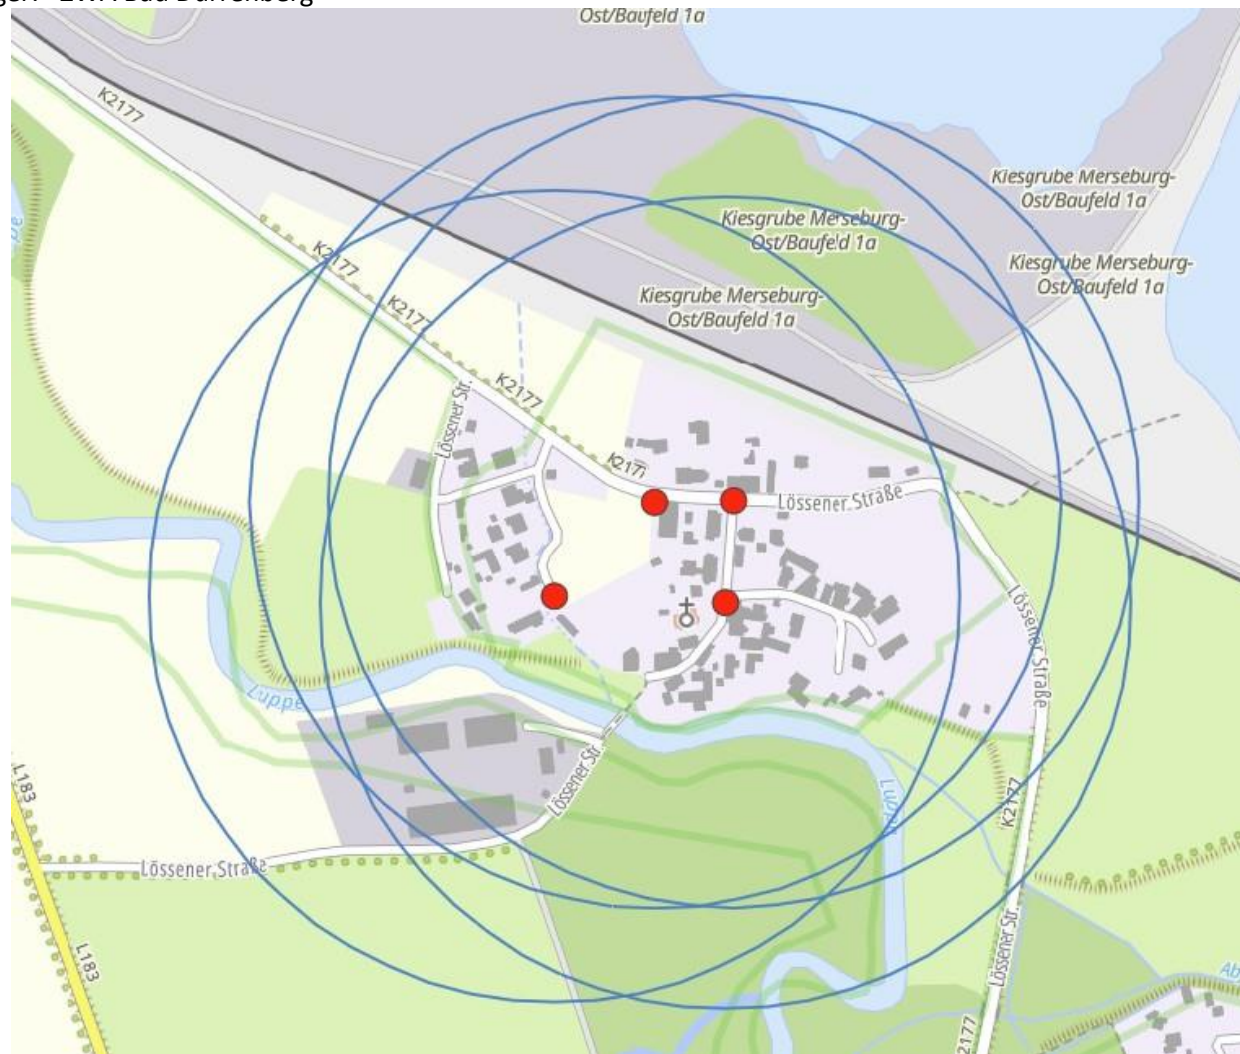 Ost/Baufeld 1a
K2177
Kiesgrube Merseburg-
Ost/Baufeld 1a
Kiesgrube Merseburg-
Ost/Baufeld 1a
K2177
Kiesgrube Merseburg-
Ost/Baufeld 1a
Kiesgrube Merseburg-
Ost/Baufeld 1a
K2177
K2177
Lössener Str.
K2177
Lössener Straße
Lössener Straße
Luppe
Luppe
Lössener Str.
K2177
L183
Lössener Straße
L183
Lössener Str.
2177